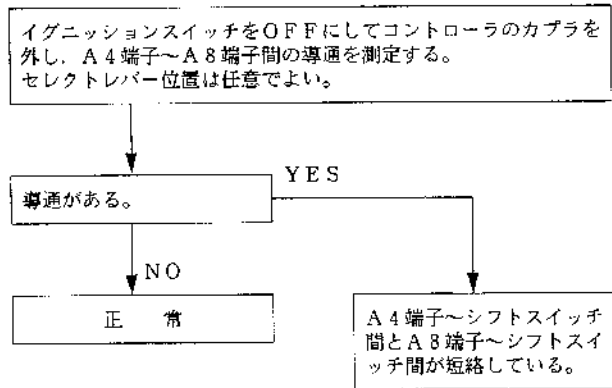 イグニッションスイッチをOFFにしてコントローラのカプラを
外し、A4端子~A8端子間の導通を測定する。
セレクトレバー位置は任意でよい。
YES
導通がある。
NO
正 常
A4端子~シフトスイッチ
間とA8端子~シフトスイ
ッチ間が短絡している。